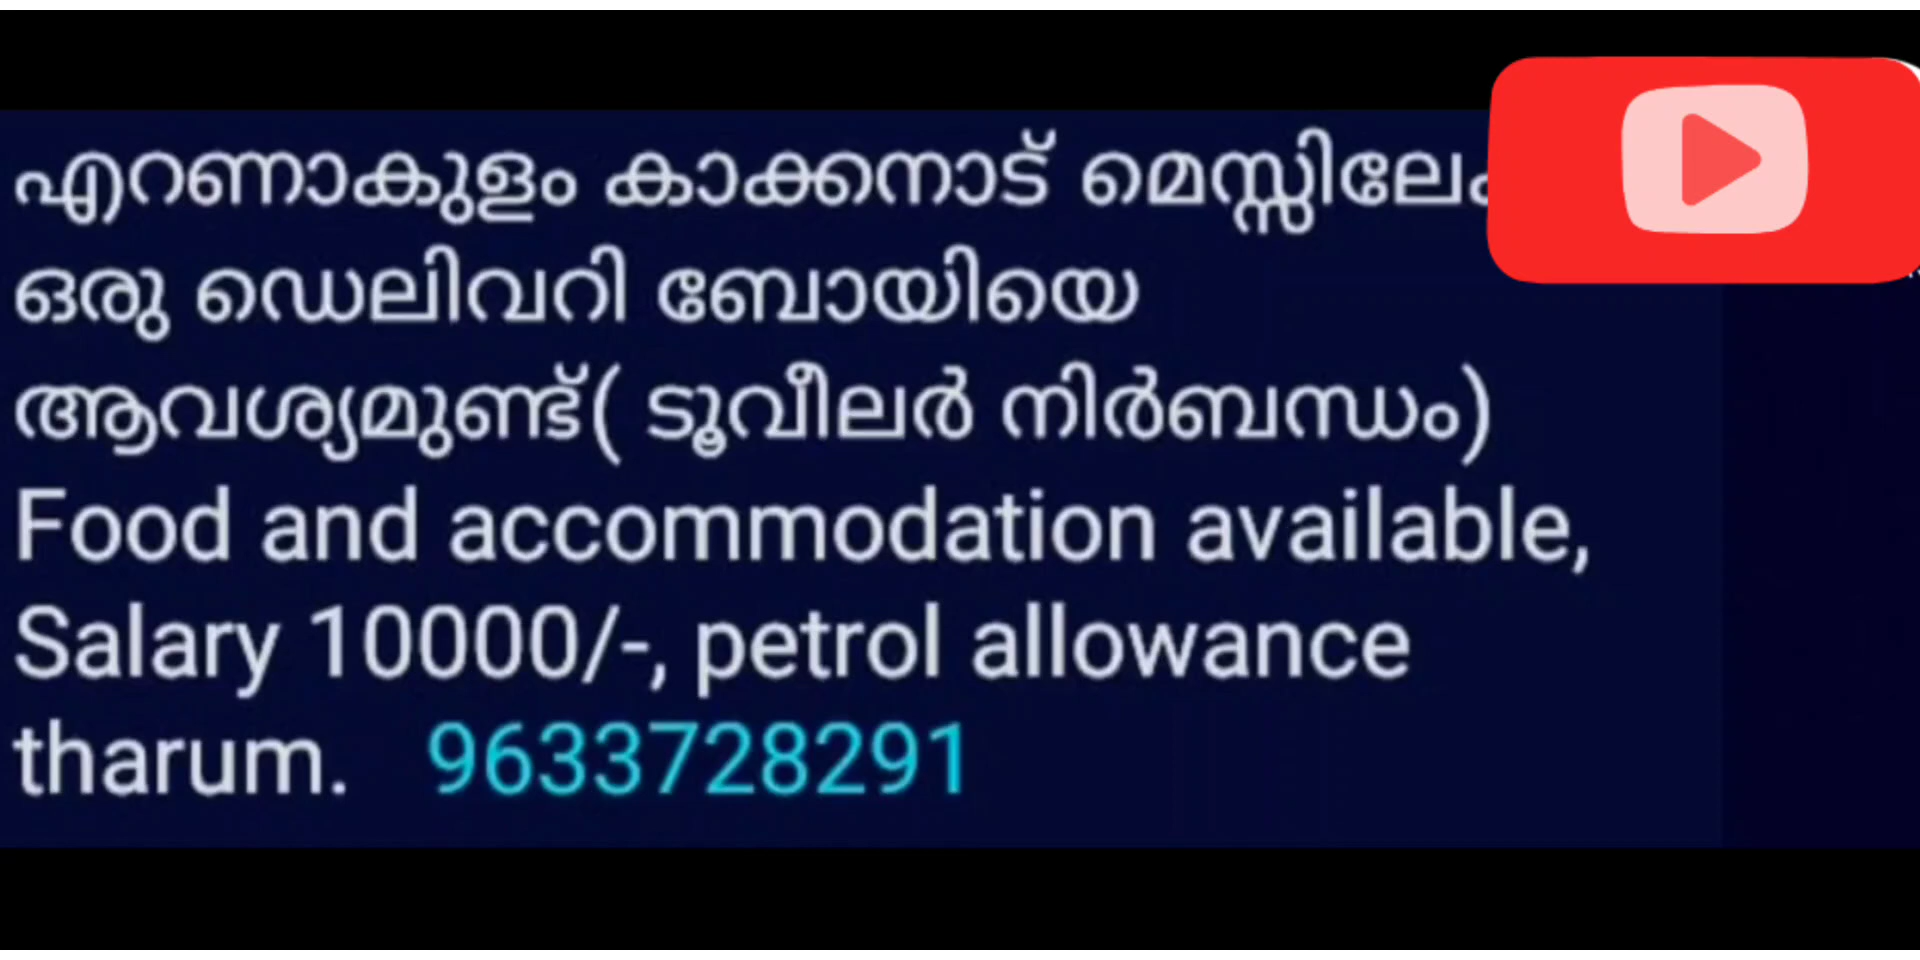 എറണാകുളം കാക്കനാട്
ഒരു ഡെലിവറി ബോയിയെ
ആവശ്യമുണ്ട്( ടൂവീലർ നിർബന്ധം)
Food and accommodation available,
Salary 10000/-, petrol allowance
tharum. 9633728291